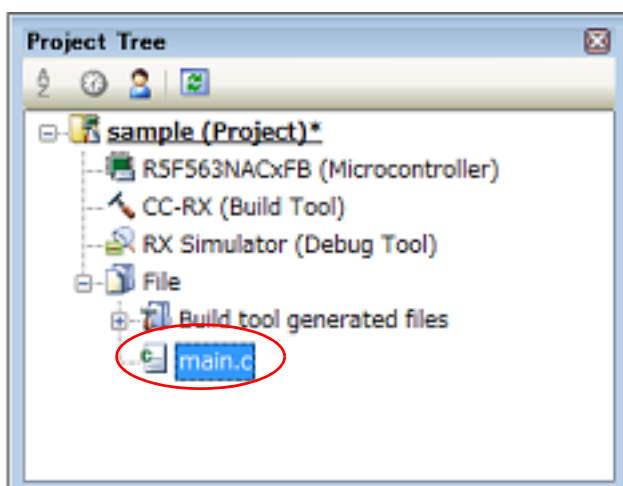 Project Tree
sample (Project)*
R5F563NACxFB (Microcontroller)
CC-RX (Build Tool)
RX Simulator (Debug Tool)
File
Build tool generated files
main.c